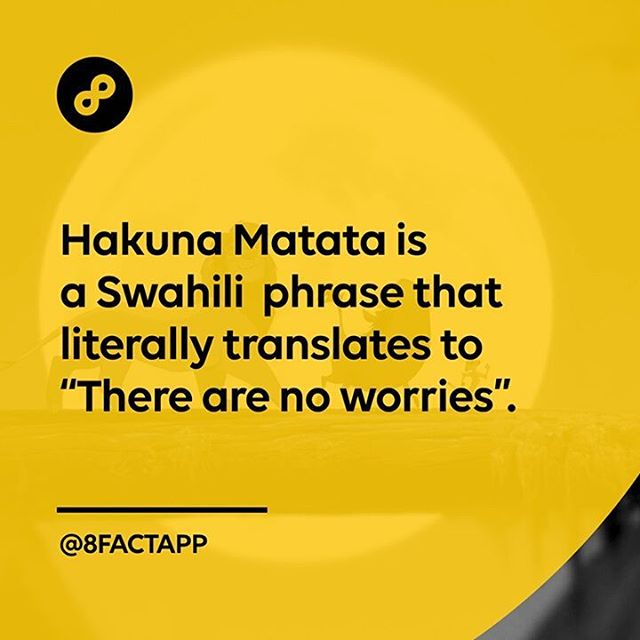 Hakuna Matata is
a Swahili  phrase that
literally translates to
“There are no worries”.
@8FACTAPP